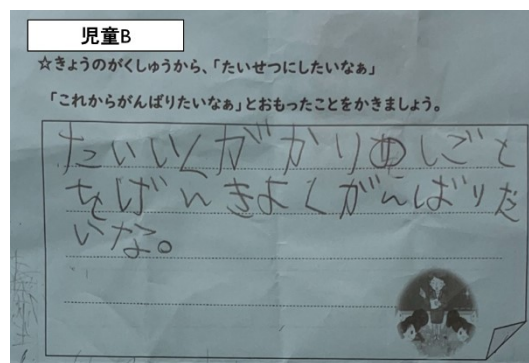 児童B
☆きょうのがくしゅうから、「たいせつにしたいなぁ」
「これからがんばりたいなぁ」とおもったことをかきましょう。
たいいくがかりのしごと
をげんきよくがんばりだ
いな。